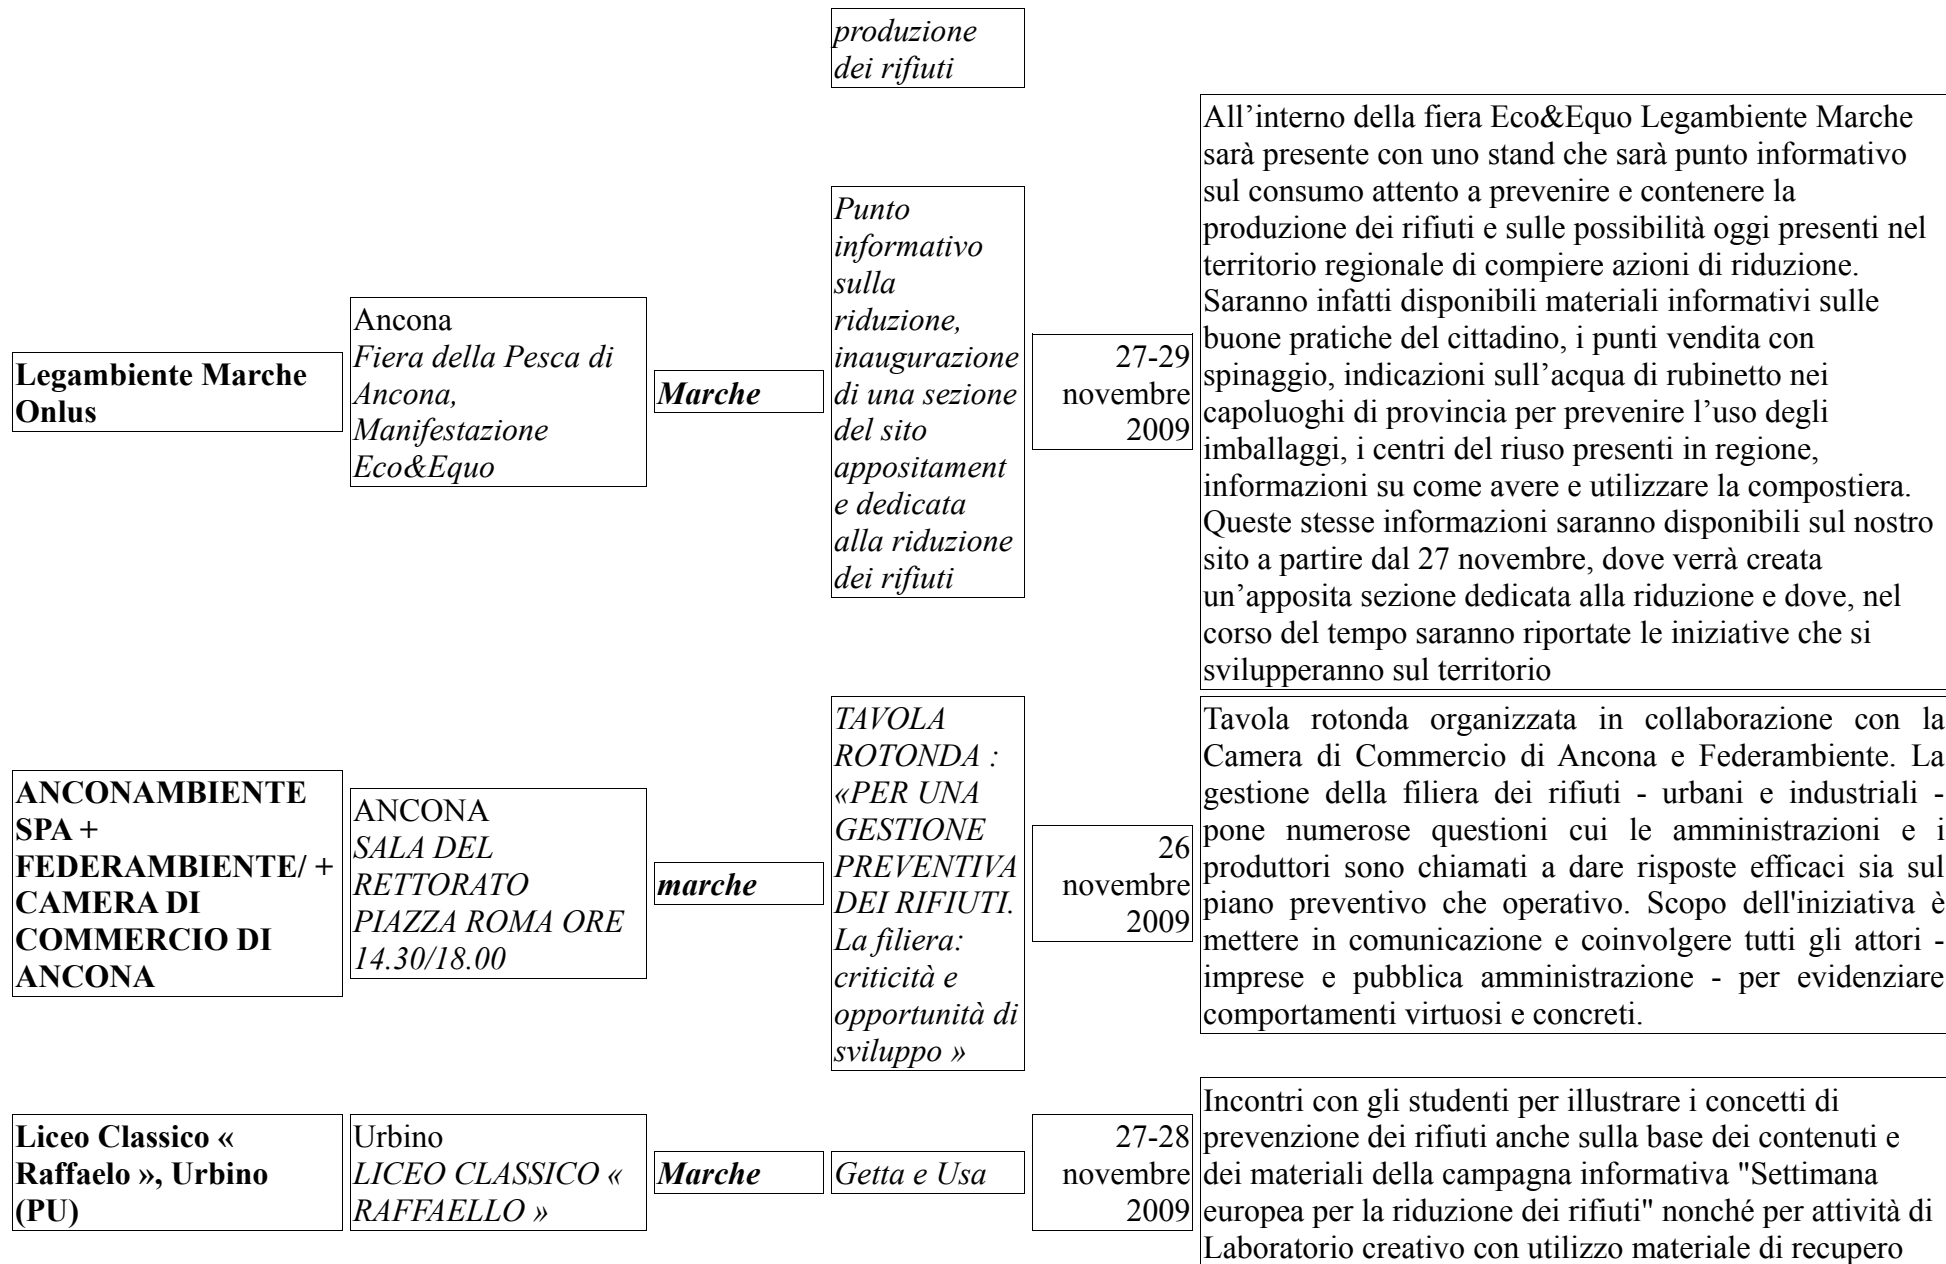 produzione
dei rifiuti
Legambiente Marche
Onlus
Ancona
Fiera della Pesca di
Ancona,
Manifestazione
Eco&Equo
Marche
Punto
informativo
sulla
riduzione,
inaugurazione
di una sezione
del sito
appositament
e dedicata
alla riduzione
dei rifiuti
27-29
novembre
2009
All’interno della fiera Eco&Equo Legambiente Marche
sarà presente con uno stand che sarà punto informativo
sul consumo attento a prevenire e contenere la
produzione dei rifiuti e sulle possibilità oggi presenti nel
territorio regionale di compiere azioni di riduzione.
Saranno infatti disponibili materiali informativi sulle
buone pratiche del cittadino, i punti vendita con
spinaggio, indicazioni sull’acqua di rubinetto nei
capoluoghi di provincia per prevenire l’uso degli
imballaggi, i centri del riuso presenti in regione,
informazioni su come avere e utilizzare la compostiera.
Queste stesse informazioni saranno disponibili sul nostro
sito a partire dal 27 novembre, dove verrà creata
un’apposita sezione dedicata alla riduzione e dove, nel
corso del tempo saranno riportate le iniziative che si
svilupperanno sul territorio
ANCONAMBIENTE
SPA +
FEDERAMBIENTE/ +
CAMERA DI
COMMERCIO DI
ANCONA
ANCONA
SALA DEL
RETTORATO
PIAZZA ROMA ORE
14.30/18.00
marche
TAVOLA
ROTONDA :
«PER UNA
GESTIONE
PREVENTIVA
DEI RIFIUTI.
La filiera:
criticità e
opportunità di
sviluppo »
26
novembre
2009
Tavola rotonda organizzata in collaborazione con la
Camera di Commercio di Ancona e Federambiente. La
gestione della filiera dei rifiuti - urbani e industriali -
pone numerose questioni cui le amministrazioni e i
produttori sono chiamati a dare risposte efficaci sia sul
piano preventivo che operativo. Scopo dell'iniziativa è
mettere in comunicazione e coinvolgere tutti gli attori -
imprese e pubblica amministrazione - per evidenziare
comportamenti virtuosi e concreti.
Liceo Classico «
Raffaelo », Urbino
(PU)
Urbino
LICEO CLASSICO «
RAFFAELLO »
Marche
Getta e Usa
27-28
novembre
2009
Incontri con gli studenti per illustrare i concetti di
prevenzione dei rifiuti anche sulla base dei contenuti e
dei materiali della campagna informativa "Settimana
europea per la riduzione dei rifiuti" nonché per attività di
Laboratorio creativo con utilizzo materiale di recupero